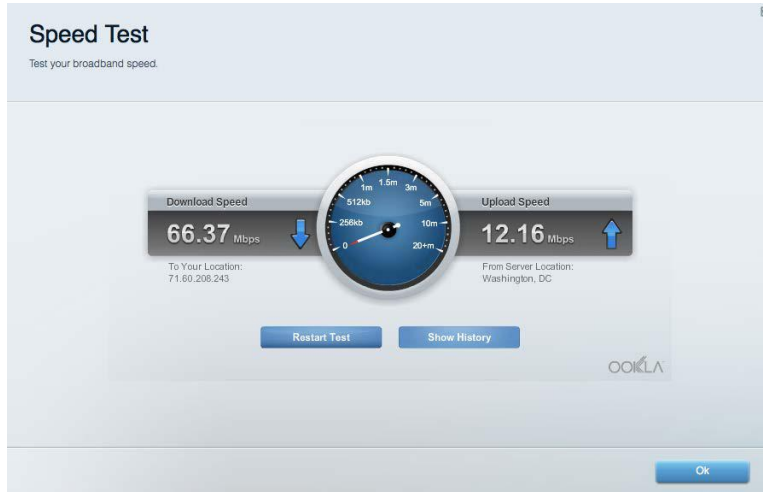 Speed Test
Test your broadband speed.
Download Speed
66.37 Mbps
To Your Location:
71.60.208.243
0
256kb
512kb
1m
1.5m
3m
5m
10m
20+m
Upload Speed
12.16 Mbps
From Server Location:
Washington, DC
Restart Test
Show History
OOKLA
Ok